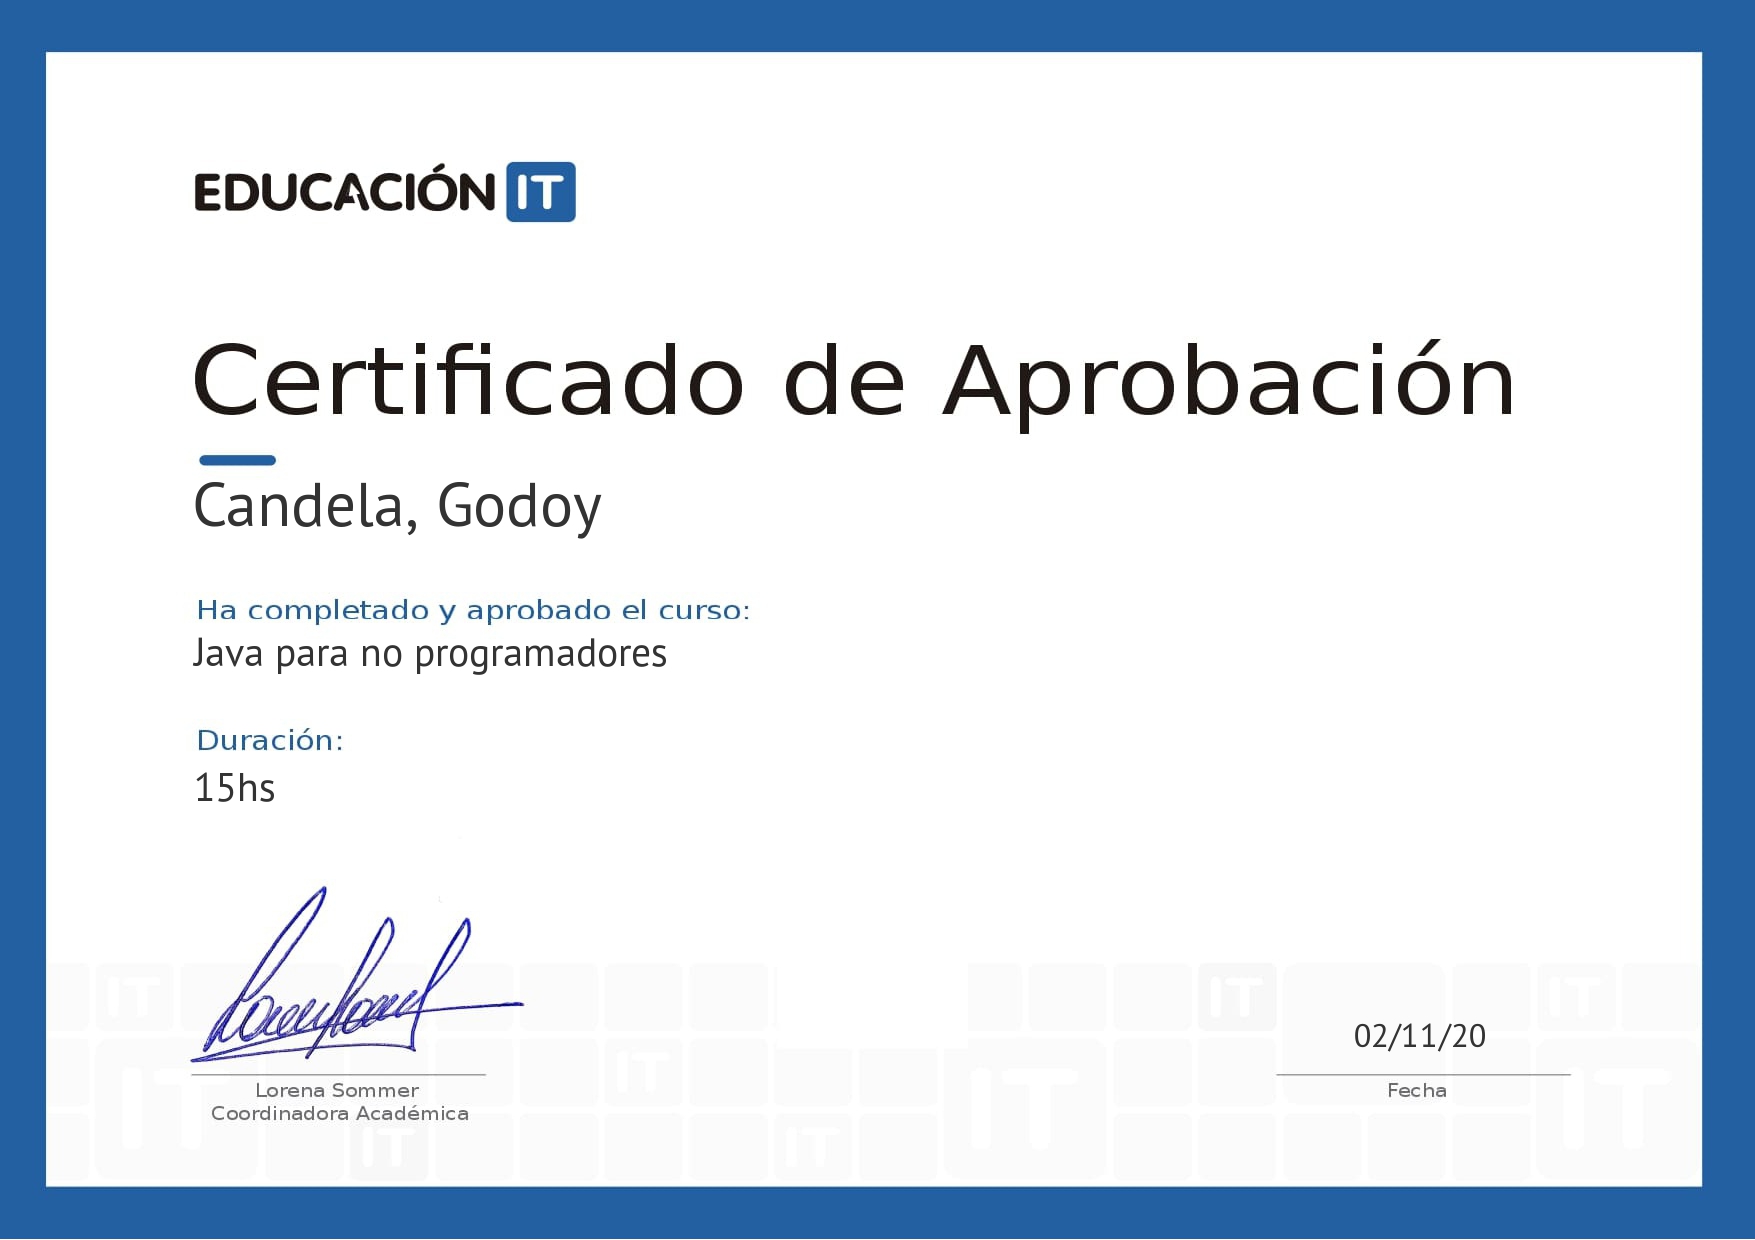 EDUCACIÓN IT
Certificado de Aprobación
Candela, Godoy
Ha completado y aprobado el curso:
Java para no programadores
Duración:
15hs
02/11/20
Lorena Sommer
Coordinadora Académica
Fecha